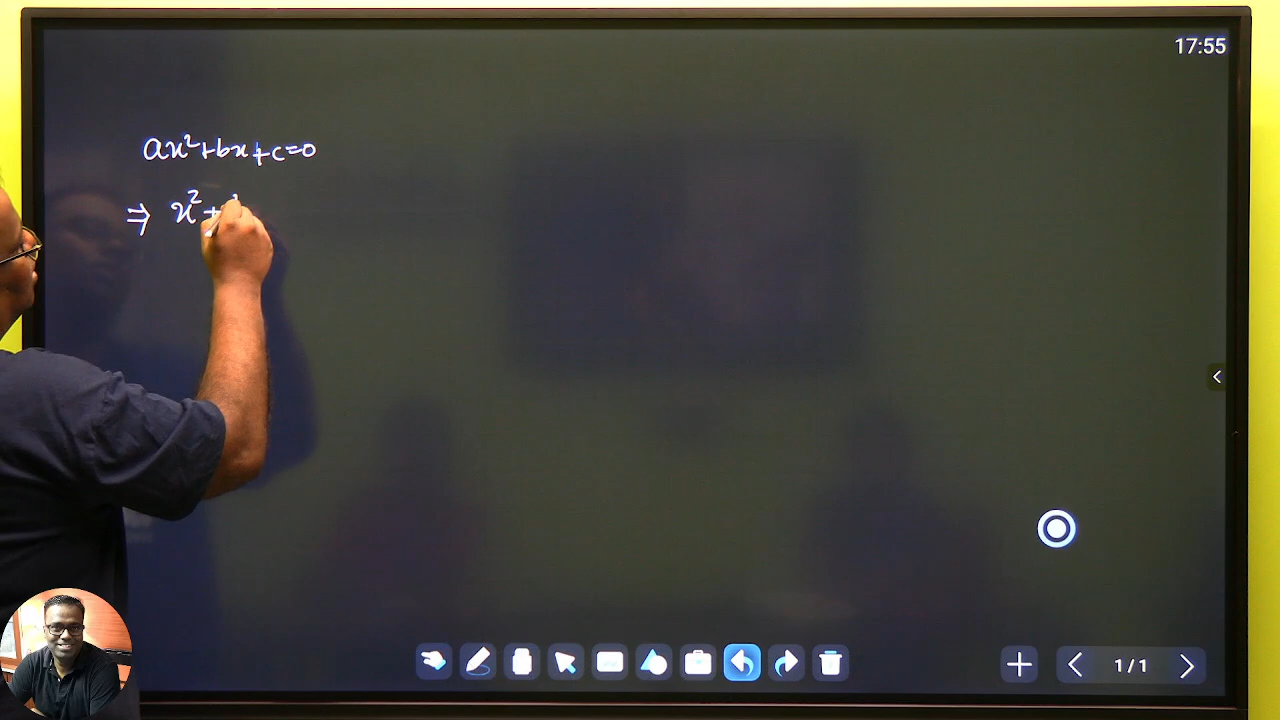 17:55
ax²+bx+c=0
⇒ x²+
1/1